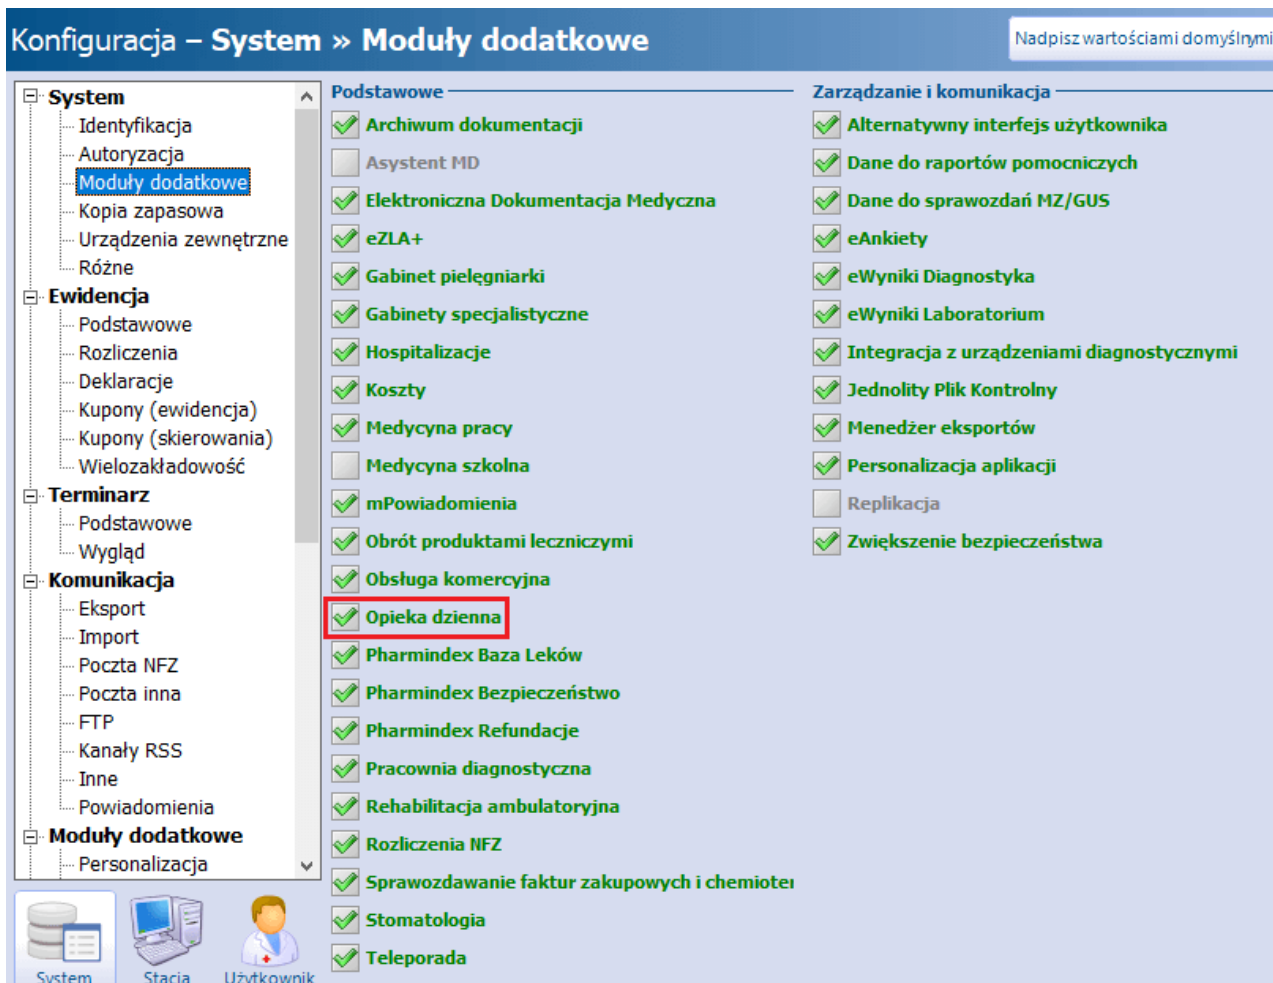 Konfiguracja – System » Moduły dodatkowe
Nadpisz wartościami domyślnymi
System
Identyfikacja
Autoryzacja
Moduły dodatkowe
Kopia zapasowa
Urządzenia zewnętrzne
Różne
Ewidencja
Podstawowe
Rozliczenia
Deklaracje
Kupony (ewidencja)
Kupony (skierowania)
Wielozakładowość
Terminarz
Podstawowe
Wygląd
Komunikacja
Eksport
Import
Poczta NFZ
Poczta inna
FTP
Kanały RSS
Inne
Powiadomienia
Moduły dodatkowe
Personalizacja
System
Stacja
Użytkownik
Podstawowe
Archiwum dokumentacji
Asystent MD
Elektroniczna Dokumentacja Medyczna
eZLA+
Gabinet pielęgniarki
Gabinety specjalistyczne
Hospitalizacje
Koszty
Medycyna pracy
Medycyna szkolna
mPowiadomienia
Obrót produktami leczniczymi
Obsługa komercyjna
Opieka dzienna
Pharmindex Baza Leków
Pharmindex Bezpieczeństwo
Pharmindex Refundacje
Pracownia diagnostyczna
Rehabilitacja ambulatoryjna
Rozliczenia NFZ
Sprawozdawanie faktur zakupowych i chemioter
Stomatologia
Teleporada
Zarządzanie i komunikacja
Alternatywny interfejs użytkownika
Dane do raportów pomocniczych
Dane do sprawozdań MZ/GUS
eAnkiety
eWyniki Diagnostyka
eWyniki Laboratorium
Integracja z urządzeniami diagnostycznymi
Jednolity Plik Kontrolny
Menedżer eksportów
Personalizacja aplikacji
Replikacja
Zwiększenie bezpieczeństwa